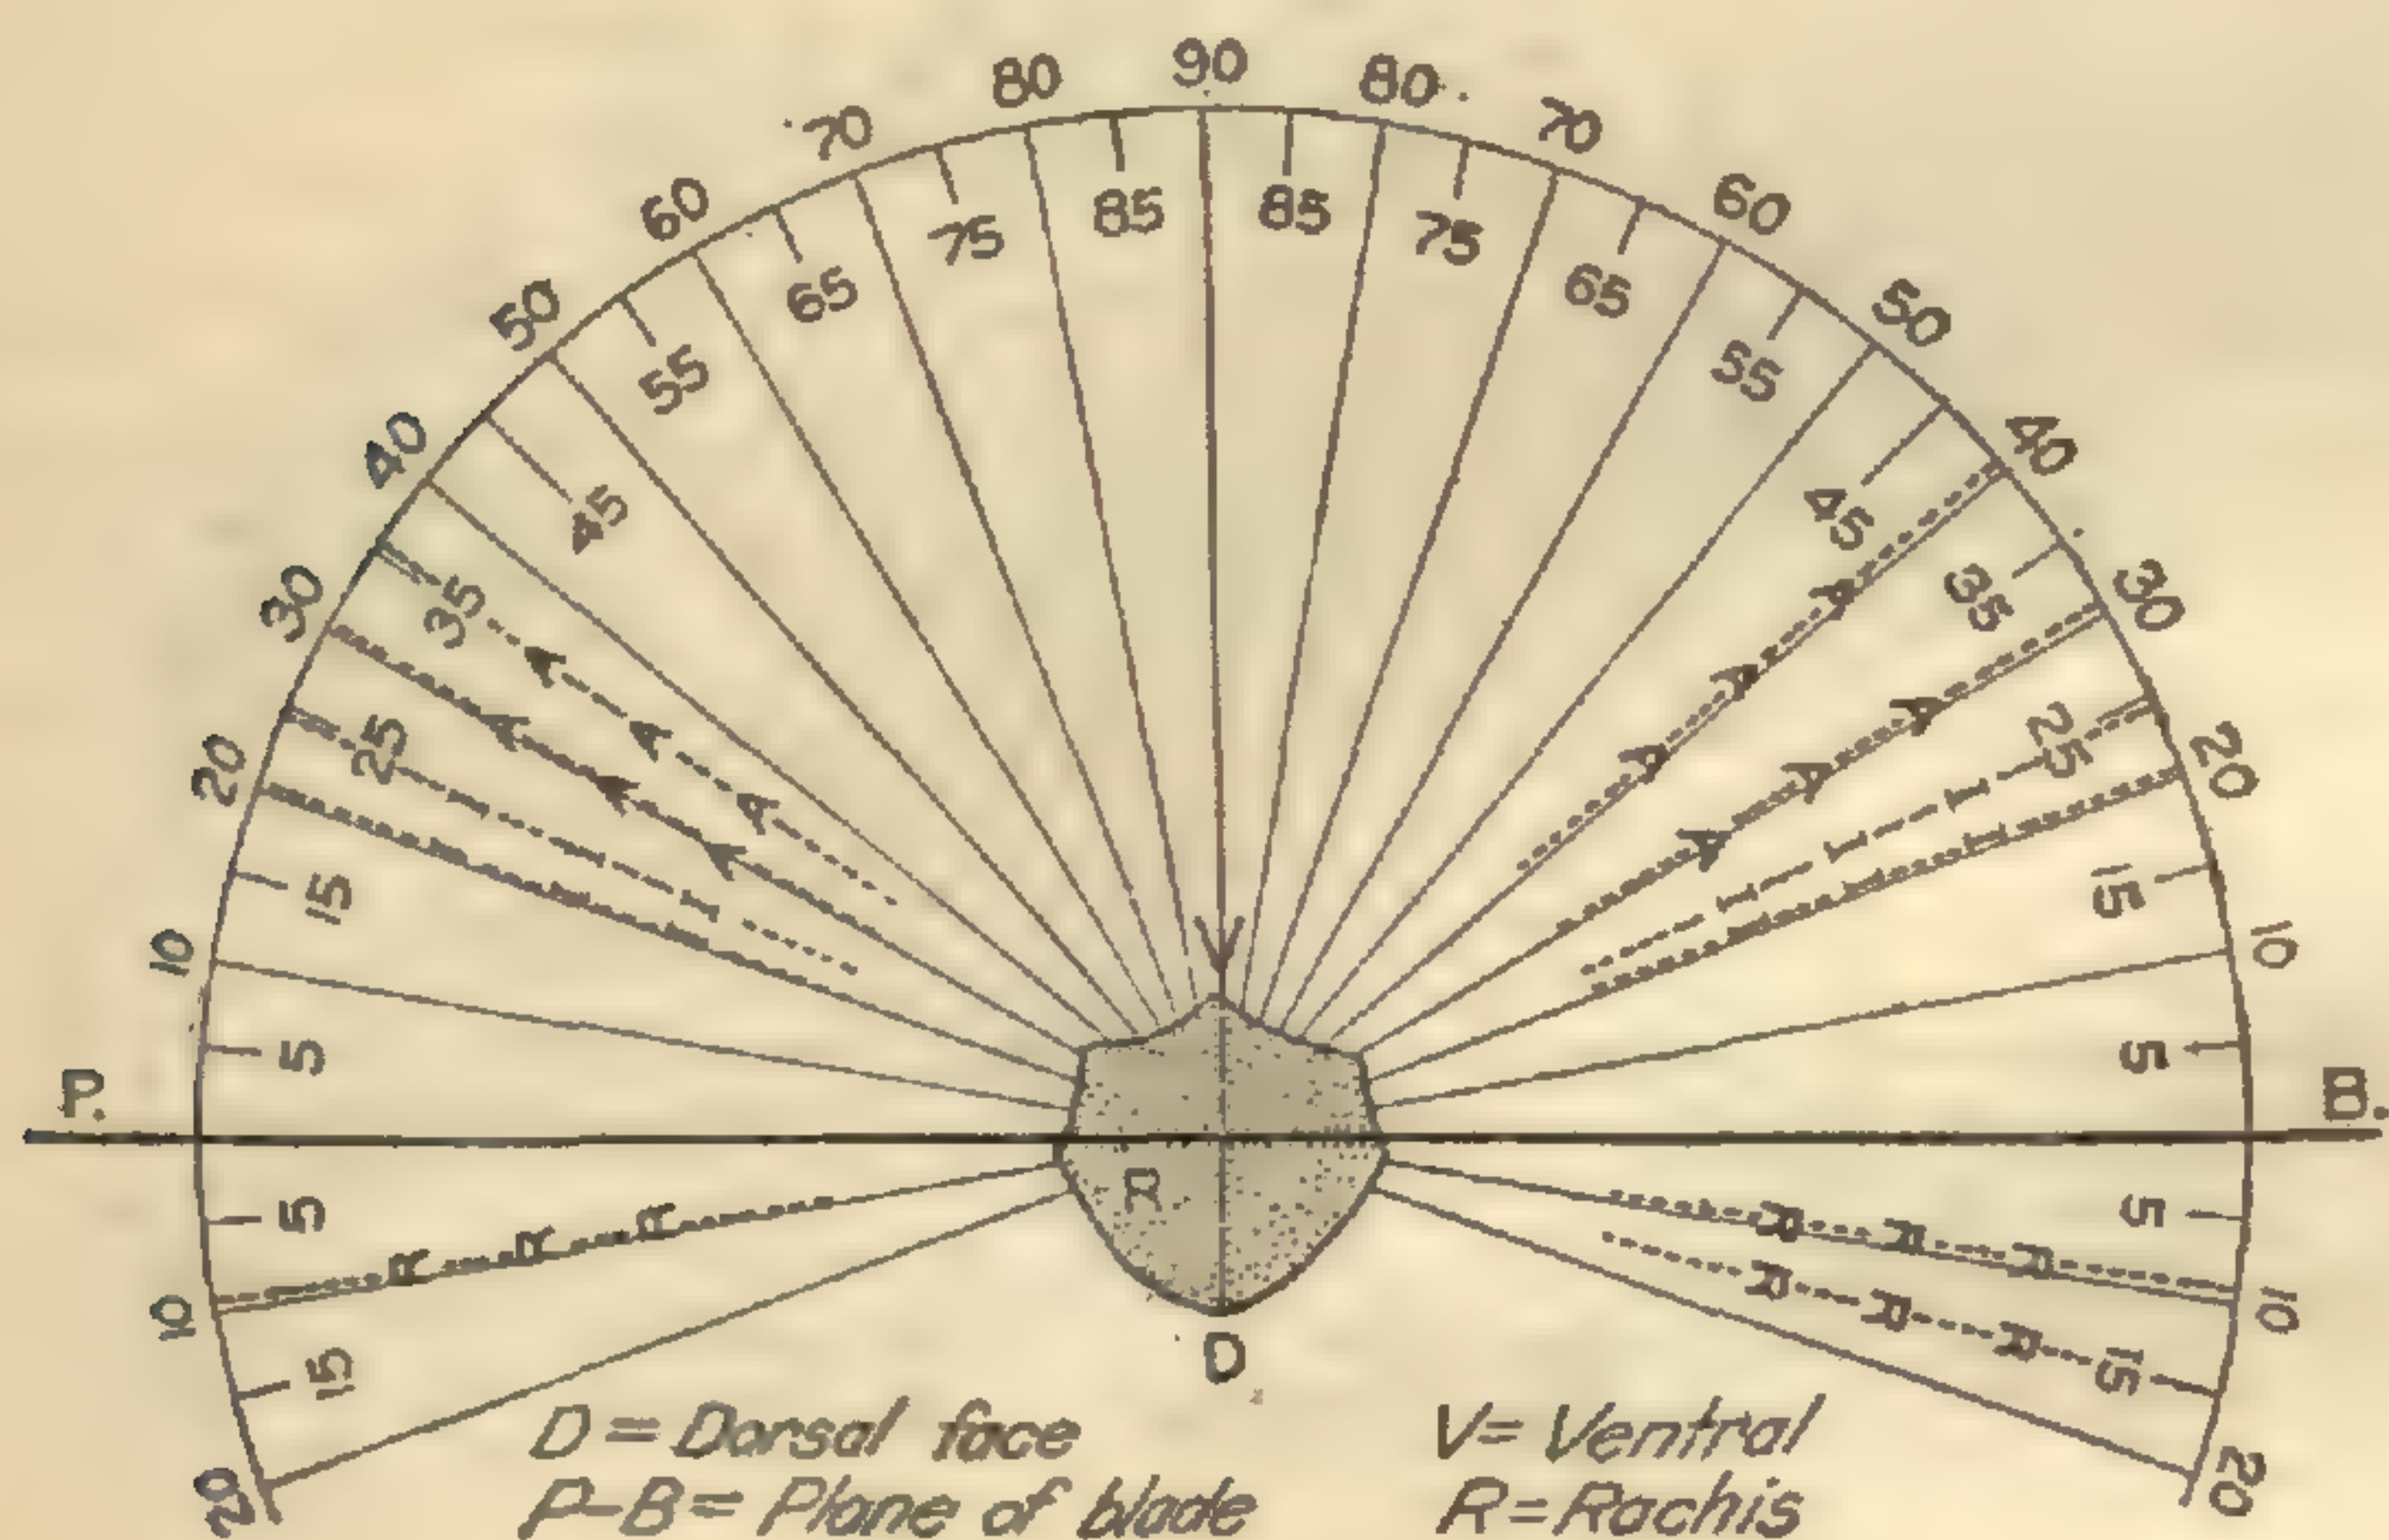 90
80 80
70 70
85 85
75 75
60 60
65 65
50 50
55 55
40 40
45 45
35 35
30 30
A A
A A
A A
A A
A A
A A
25 25
20 20
I I
I I
I I
I I
I I
I I
15 15
10 10
V
5 5
P. B.
R
5 5
R R R R R R
10 10
R R R
15 15
D
20 20
D = Dorsal face V = Ventral
P-B = Plane of blade R = Rachis